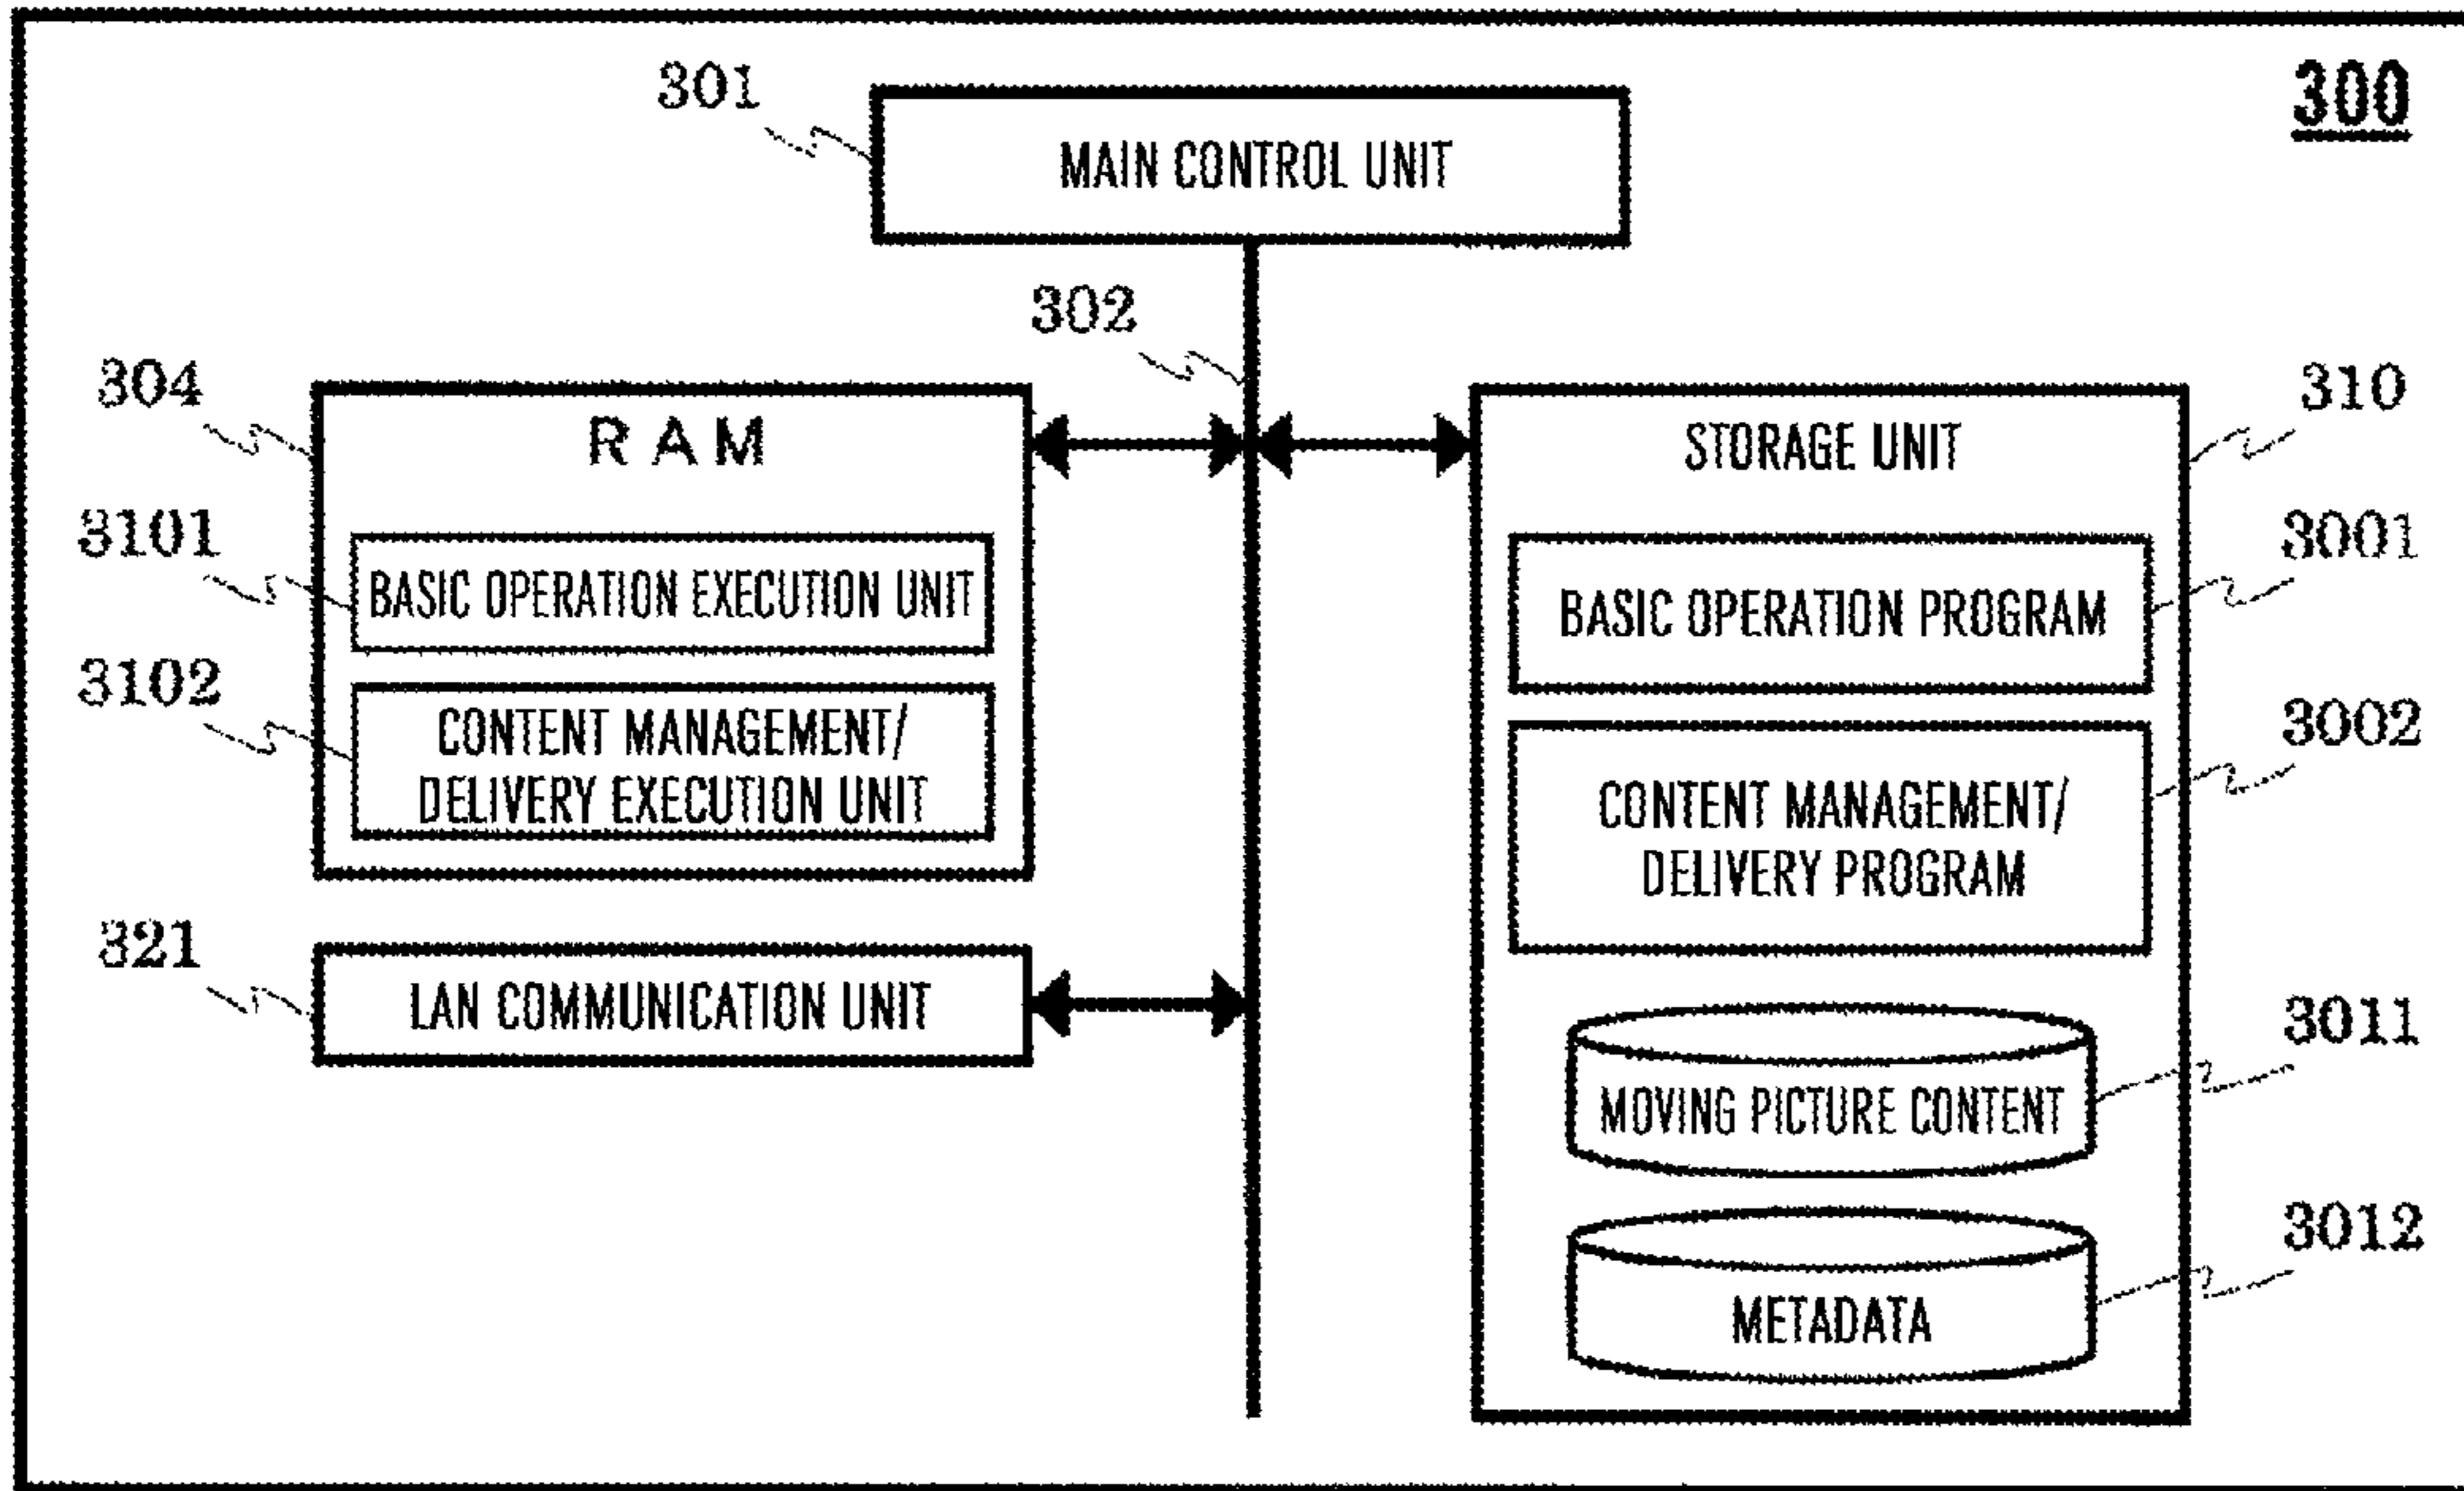 300
301
MAIN CONTROL UNIT
302
304
RAM
3101
BASIC OPERATION EXECUTION UNIT
3102
CONTENT MANAGEMENT/
DELIVERY EXECUTION UNIT
321
LAN COMMUNICATION UNIT
310
STORAGE UNIT
3001
BASIC OPERATION PROGRAM
3002
CONTENT MANAGEMENT/
DELIVERY PROGRAM
3011
MOVING PICTURE CONTENT
3012
METADATA